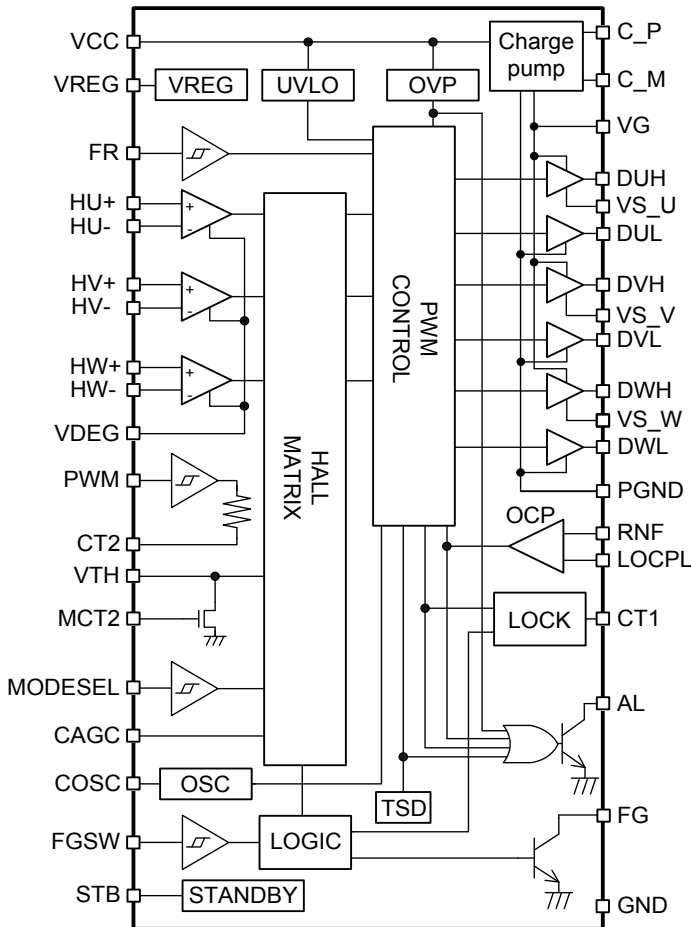 VCC
VREG
FR
HU+
HU-
HV+
HV-
HW+
HW-
VDEG
PWM
CT2
VTH
MCT2
MODESEL
CAGC
COSC
FGSW
STB
VREG
UVLO
OVP
Charge
pump
+
-
+
-
+
-
HALL
MATRIX
PWM
CONTROL
OCP
LOCK
OSC
TSD
LOGIC
STANDBY
C_P
C_M
VG
DUH
VS_U
DUL
DVH
VS_V
DVL
DWH
VS_W
DWL
PGND
RNF
LOCPL
CT1
AL
FG
GND